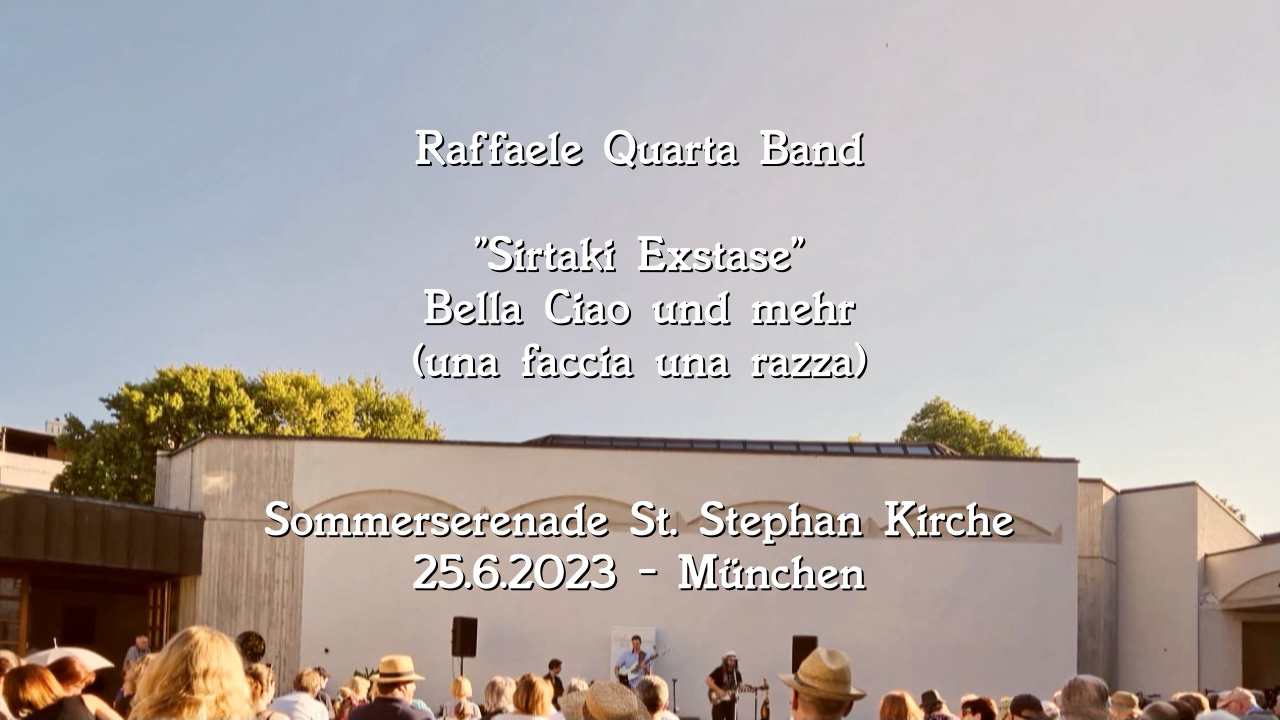 Raffaele Quarta Band
"Sirtaki Exstase"
Bella Ciao und mehr
(una faccia una razza)
Sommerserenade St. Stephan Kirche
25.6.2023 - München